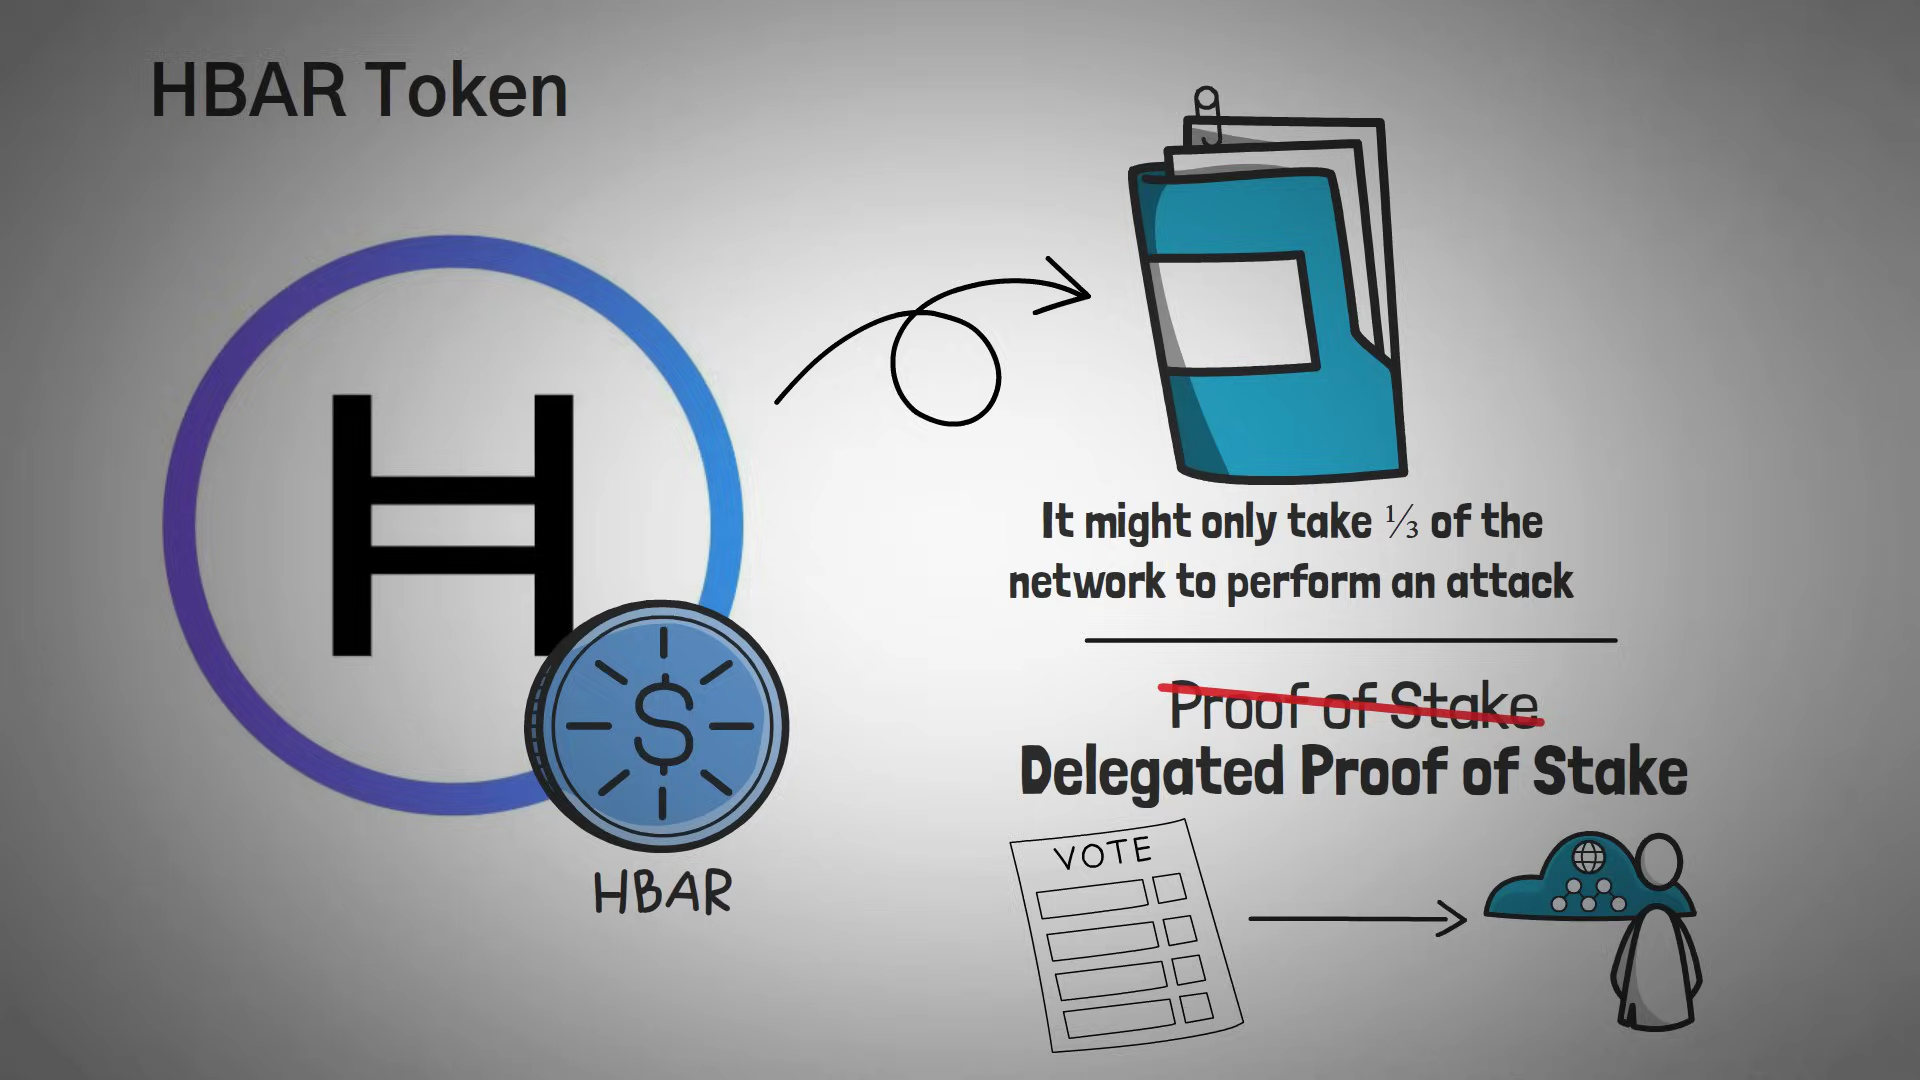 HBAR Token
H
$
HBAR
It might only take ⅓ of the
network to perform an attack
Proof of Stake
Delegated Proof of Stake
VOTE